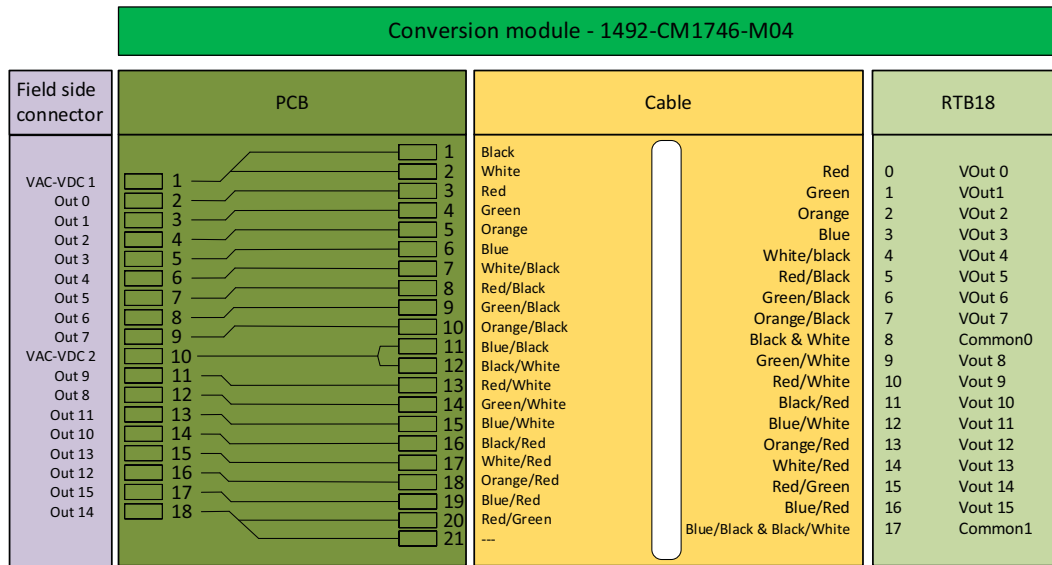 Conversion module - 1492-CM1746-M04
Field side
connector
PCB
Cable
RTB18
VAC-VDC 1
Out 0
Out 1
Out 2
Out 3
Out 4
Out 5
Out 6
Out 7
VAC-VDC 2
Out 9
Out 8
Out 11
Out 10
Out 13
Out 12
Out 15
Out 14
1
2
3
4
5
6
7
8
9
10
11
12
13
14
15
16
17
18
1
2
3
4
5
6
7
8
9
10
11
12
13
14
15
16
17
18
19
20
21
Black
White
Red
Green
Orange
Blue
White/Black
Red/Black
Green/Black
Orange/Black
Blue/Black
Black/White
Red/White
Green/White
Blue/White
Black/Red
White/Red
Orange/Red
Blue/Red
Red/Green
---
Red
Green
Orange
Blue
White/black
Red/Black
Green/Black
Orange/Black
Black & White
Green/White
Red/White
Black/Red
Blue/White
Orange/Red
White/Red
Red/Green
Blue/Red
Blue/Black & Black/White
0 VOut 0
1 VOut1
2 VOut 2
3 VOut 3
4 VOut 4
5 VOut 5
6 VOut 6
7 VOut 7
8 Common0
9 Vout 8
10 Vout 9
11 Vout 10
12 Vout 11
13 Vout 12
14 Vout 13
15 Vout 14
16 Vout 15
17 Common1